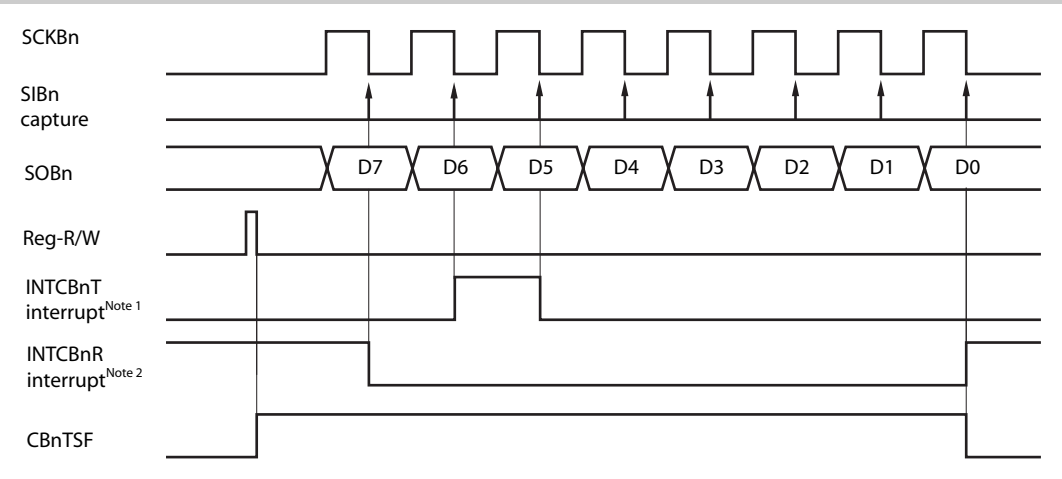 SCKBn
SIBn
capture
SOBn
D7 D6 D5 D4 D3 D2 D1 D0
Reg-R/W
INTCBnT
interruptNote 1
INTCBnR
interruptNote 2
CBnTSF